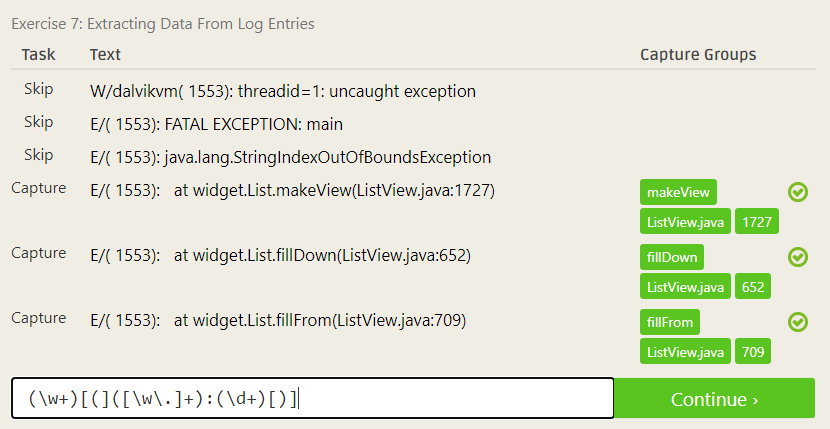 Exercise 7: Extracting Data From Log Entries
Task Text Capture Groups
Skip W/dalvikvm( 1553): threadid=1: uncaught exception
Skip E/( 1553): FATAL EXCEPTION: main
Skip E/( 1553): java.lang.StringIndexOutOfBoundsException
Capture E/( 1553):   at widget.List.makeView(ListView.java:1727) makeView
ListView.java 1727
Capture E/( 1553):   at widget.List.fillDown(ListView.java:652) fillDown
ListView.java 652
Capture E/( 1553):   at widget.List.fillFrom(ListView.java:709) fillFrom
ListView.java 709
(\w+)[(]([\w\.]+):(\d+)[)] Continue ›